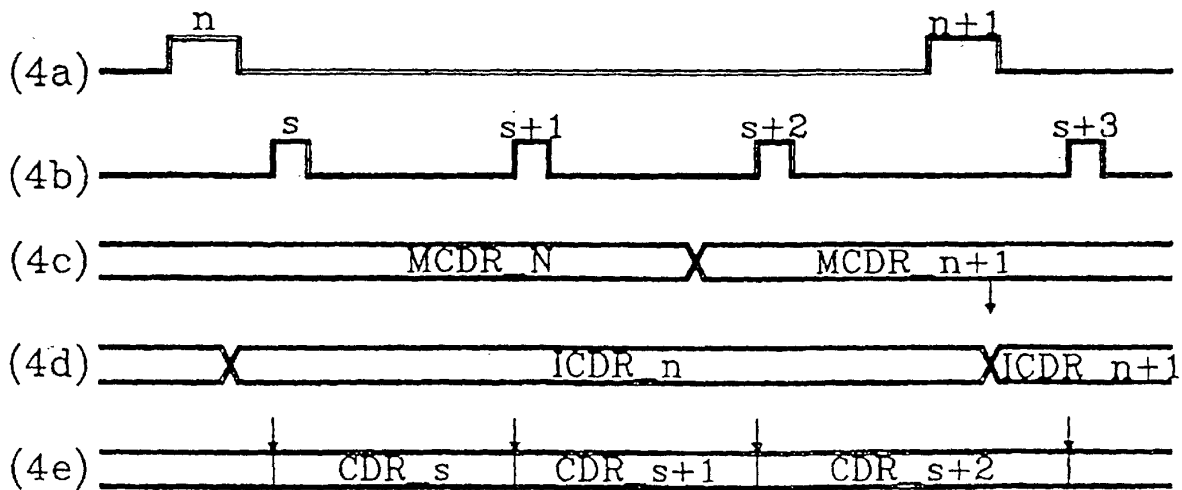 n n+1
(4a)
s s+1 s+2 s+3
(4b)
(4c) MCDR_N MCDR_n+1
(4d) ICDR_n ICDR_n+1
(4e) CDR_s CDR_s+1 CDR_s+2